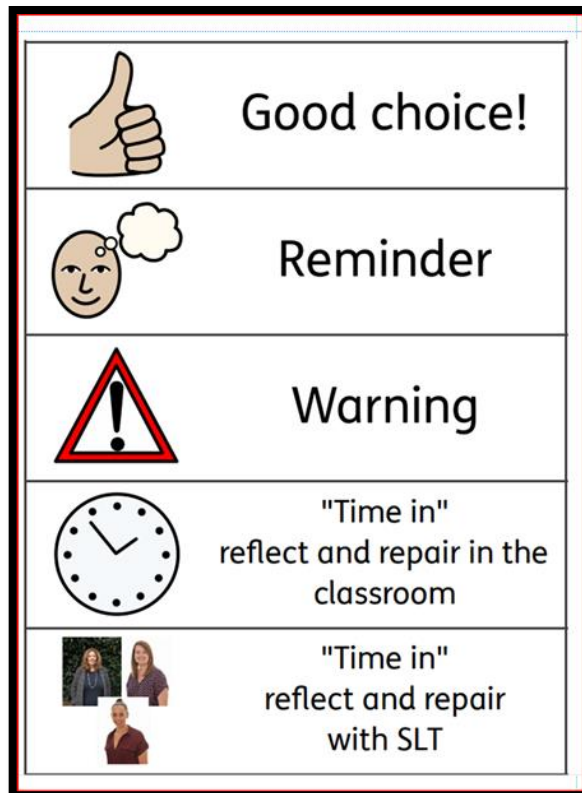 Good choice!
Reminder
Warning
"Time in"
reflect and repair in the
classroom
"Time in"
reflect and repair
with SLT